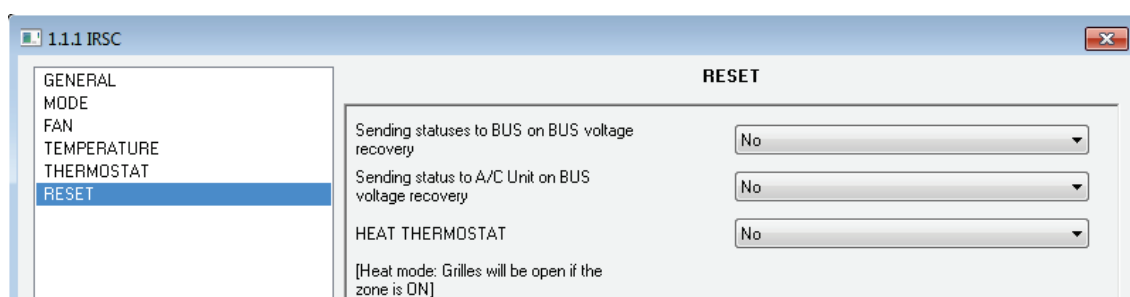 1.1.1 IRSC
GENERAL
MODE
FAN
TEMPERATURE
THERMOSTAT
RESET
RESET
Sending statuses to BUS on BUS voltage
recovery
No
Sending status to A/C Unit on BUS
voltage recovery
No
HEAT THERMOSTAT
No
[Heat mode: Grilles will be open if the
zone is ON]